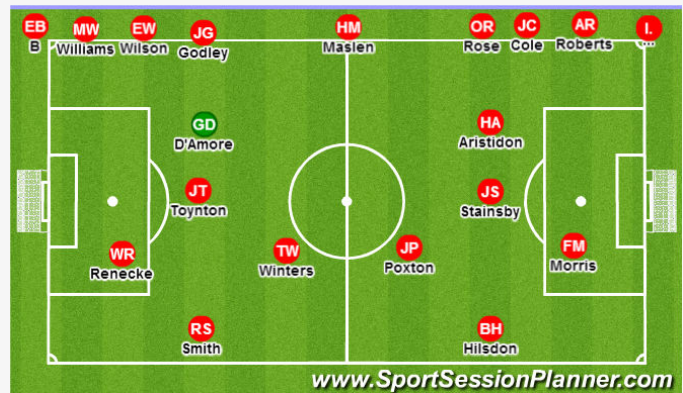 EB
B
MW
Williams
EW
Wilson
JG
Godley
HM
Maslen
OR
Rose
JC
Cole
AR
Roberts
I.
...
GD
D'Amore
HA
Aristidon
JT
Toynton
JS
Stainsby
WR
Renecke
TW
Winters
JP
Poxton
FM
Morris
RS
Smith
BH
Hilsdon
www.SportSessionPlanner.com